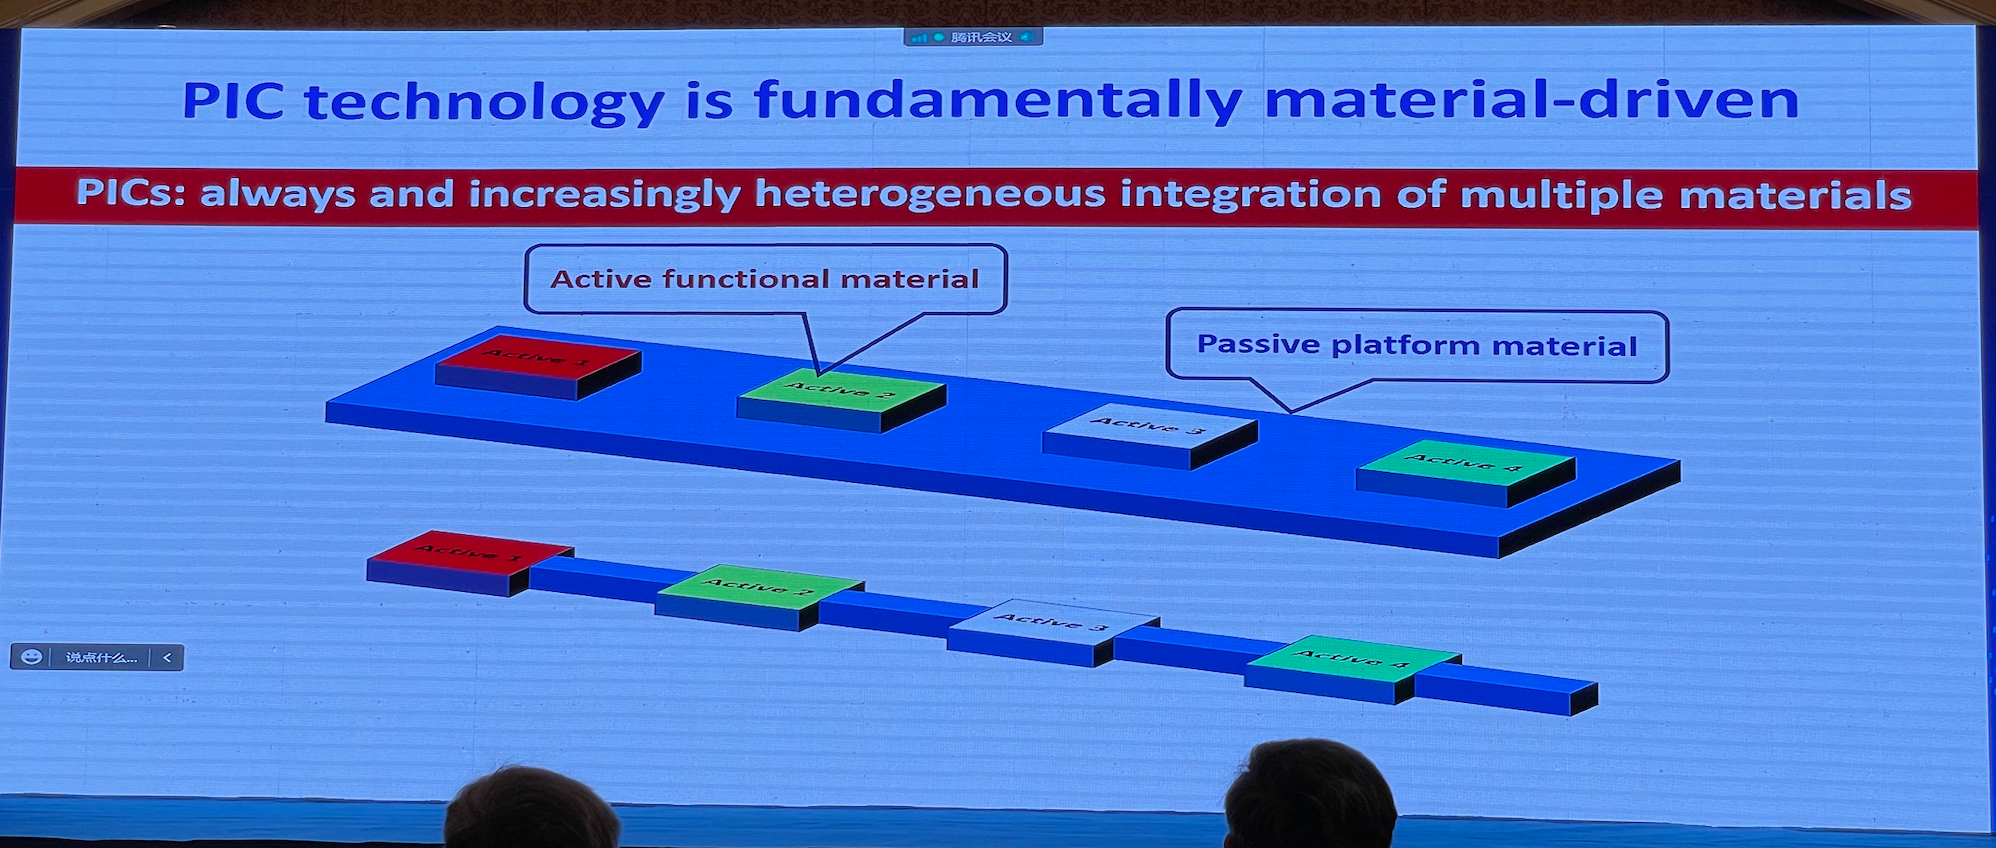 腾讯会议
PIC technology is fundamentally material-driven
PICs: always and increasingly heterogeneous integration of multiple materials
Active functional material
Passive platform material
Active 1
Active 2
Active 3
Active 4
Active 1
Active 2
Active 3
Active 4
说点什么...